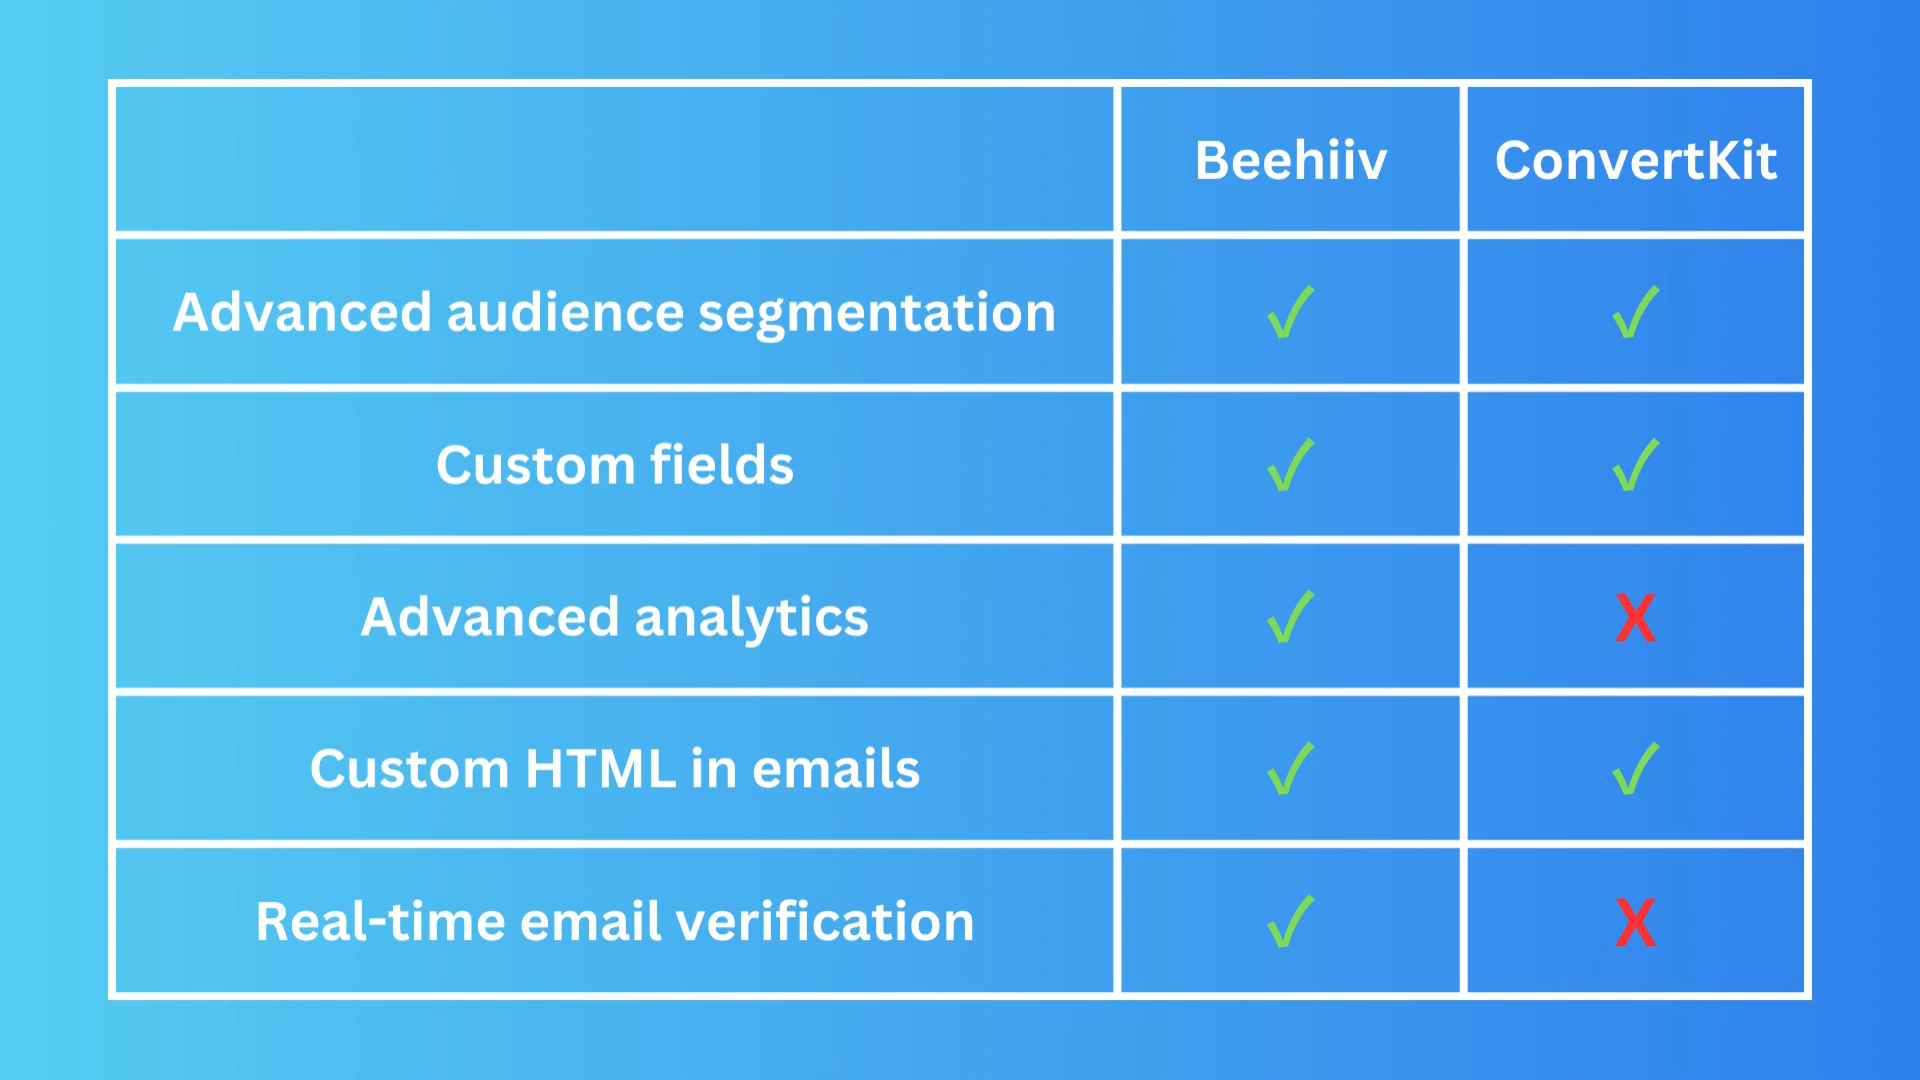 Beehiiv ConvertKit
Advanced audience segmentation ✓ ✓
Custom fields ✓ ✓
Advanced analytics ✓ X
Custom HTML in emails ✓ ✓
Real-time email verification ✓ X